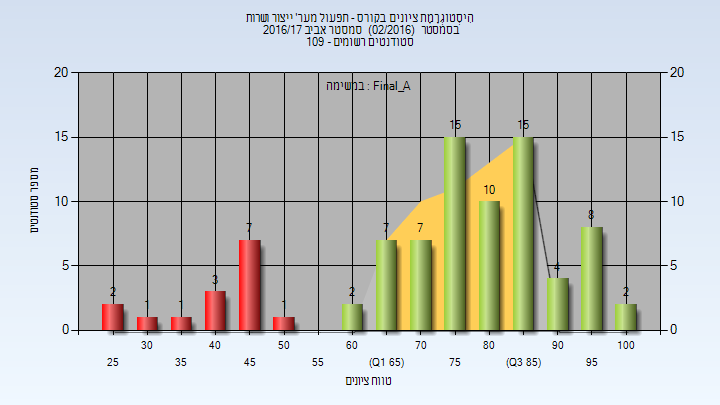 היסטוגרמת ציונים בקורס - תפעול מער' ייצור ושרות
בסמסטר (02/2016) סמסטר אביב 2016/17
סטודנטים רשומים - 109
במשימה : Final_A
20 20
15 15
10 10
5 5
0 0
מספר סטודנטים
2 1 1 3 7 1 2 7 7 15 10 15 4 8 2
30 40 50 60 70 80 90 100
25 35 45 55 (Q1 65) 75 (Q3 85) 95
טווח ציונים